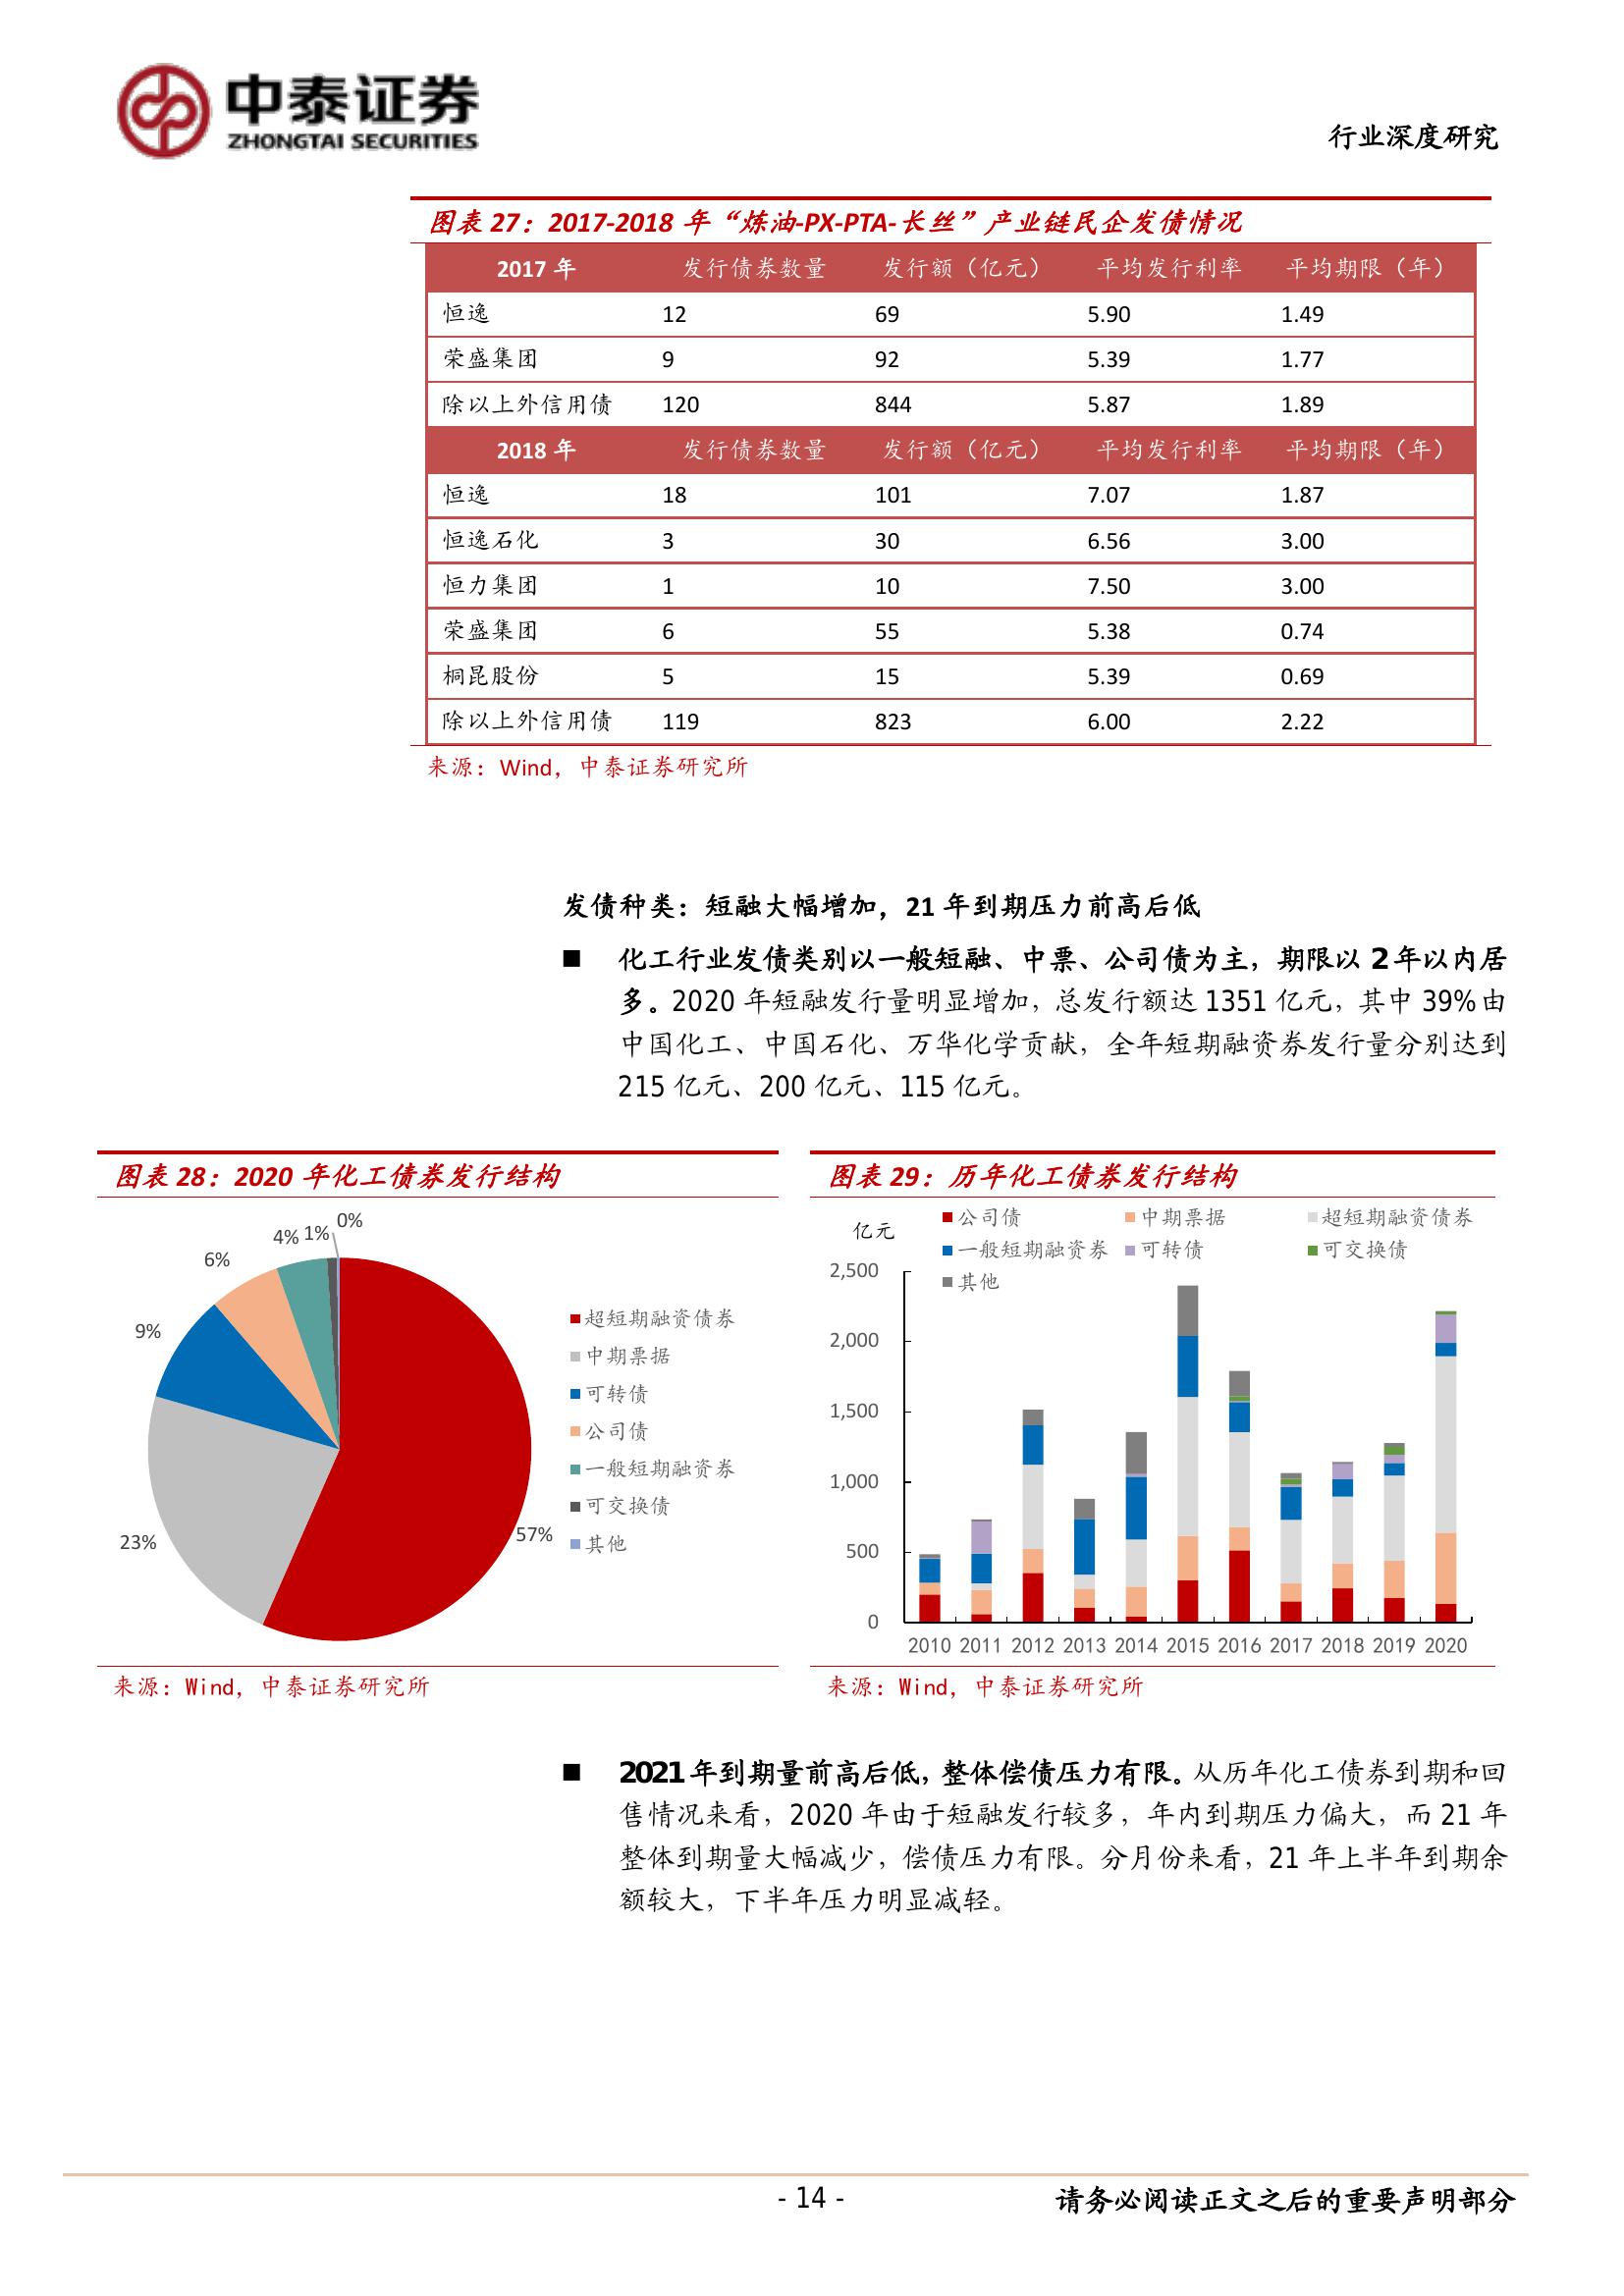 中泰证券
ZHONGTAI SECURITIES
行业深度研究
图表 27：2017-2018 年“炼油-PX-PTA-长丝”产业链民企发债情况
2017 年 发行债券数量 发行额（亿元） 平均发行利率 平均期限（年）
恒逸 12 69 5.90 1.49
荣盛集团 9 92 5.39 1.77
除以上外信用债 120 844 5.87 1.89
2018 年 发行债券数量 发行额（亿元） 平均发行利率 平均期限（年）
恒逸 18 101 7.07 1.87
恒逸石化 3 30 6.56 3.00
恒力集团 1 10 7.50 3.00
荣盛集团 6 55 5.38 0.74
桐昆股份 5 15 5.39 0.69
除以上外信用债 119 823 6.00 2.22
来源：Wind，中泰证券研究所
发债种类：短融大幅增加，21 年到期压力前高后低
■ 化工行业发债类别以一般短融、中票、公司债为主，期限以 2 年以内居
多。2020 年短融发行量明显增加，总发行额达 1351 亿元，其中 39%由
中国化工、中国石化、万华化学贡献，全年短期融资券发行量分别达到
215 亿元、200 亿元、115 亿元。
图表 28：2020 年化工债券发行结构
0%
1%
4%
6%
9%
23%
57%
超短期融资债券
中期票据
可转债
公司债
一般短期融资券
可交换债
其他
来源：Wind，中泰证券研究所
图表 29：历年化工债券发行结构
亿元
公司债 中期票据 超短期融资债券
一般短期融资券 可转债 可交换债
其他
2,500
2,000
1,500
1,000
500
0
2010 2011 2012 2013 2014 2015 2016 2017 2018 2019 2020
来源：Wind，中泰证券研究所
■ 2021 年到期量前高后低，整体偿债压力有限。从历年化工债券到期和回
售情况来看，2020 年由于短融发行较多，年内到期压力偏大，而 21 年
整体到期量大幅减少，偿债压力有限。分月份来看，21 年上半年到期余
额较大，下半年压力明显减轻。
- 14 -
请务必阅读正文之后的重要声明部分